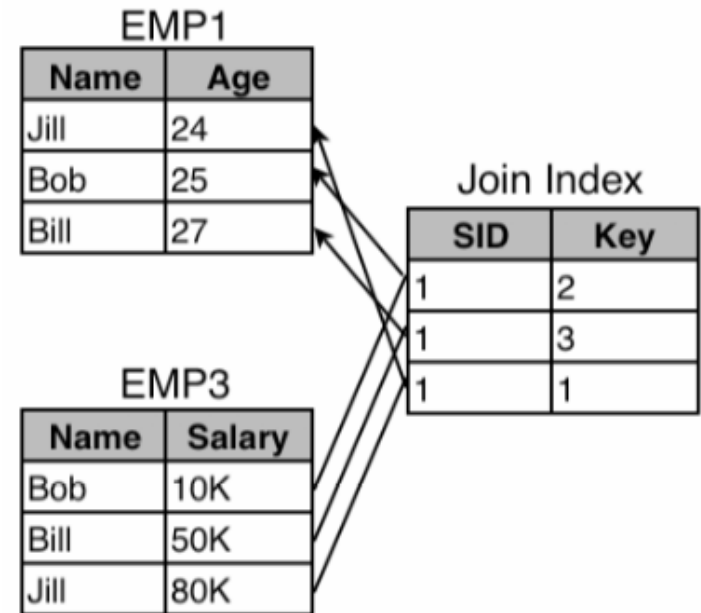 EMP1
Name Age
Jill 24
Bob 25
Bill 27
Join Index
SID Key
1 2
1 3
1 1
EMP3
Name Salary
Bob 10K
Bill 50K
Jill 80K